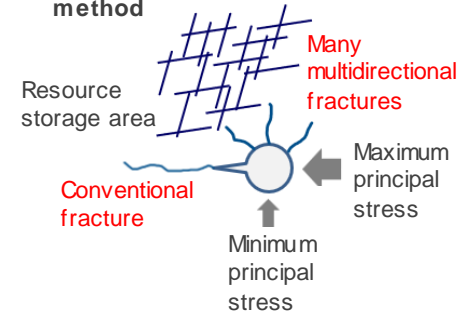 method
Many
multidirectional
fractures
Resource
storage area
Maximum
principal
stress
Conventional
fracture
Minimum
principal
stress